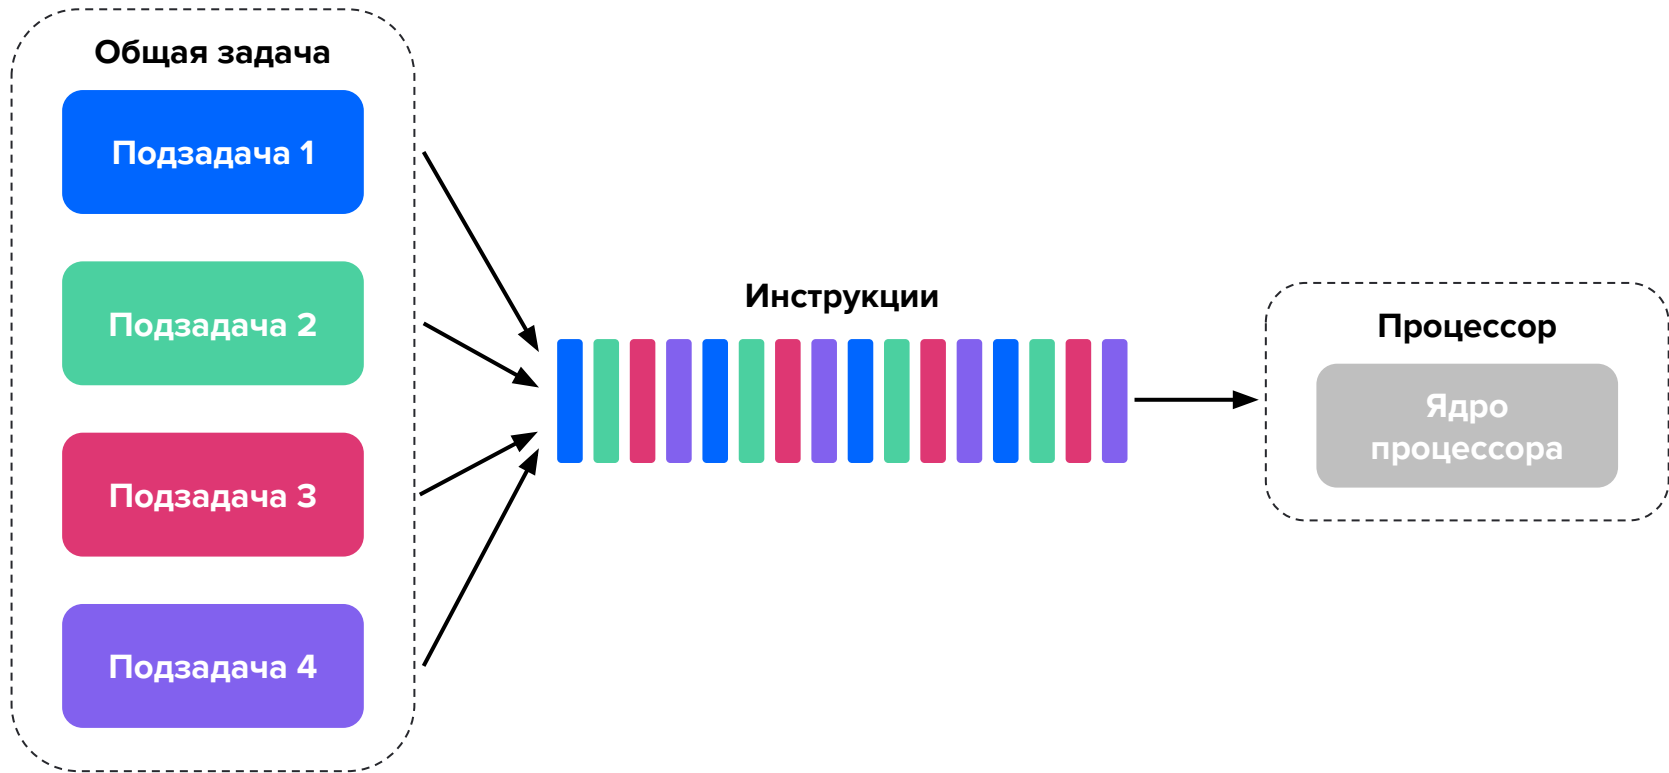 Общая задача
Подзадача 1
Подзадача 2
Подзадача 3
Подзадача 4
Инструкции
Процессор
Ядро
процессора